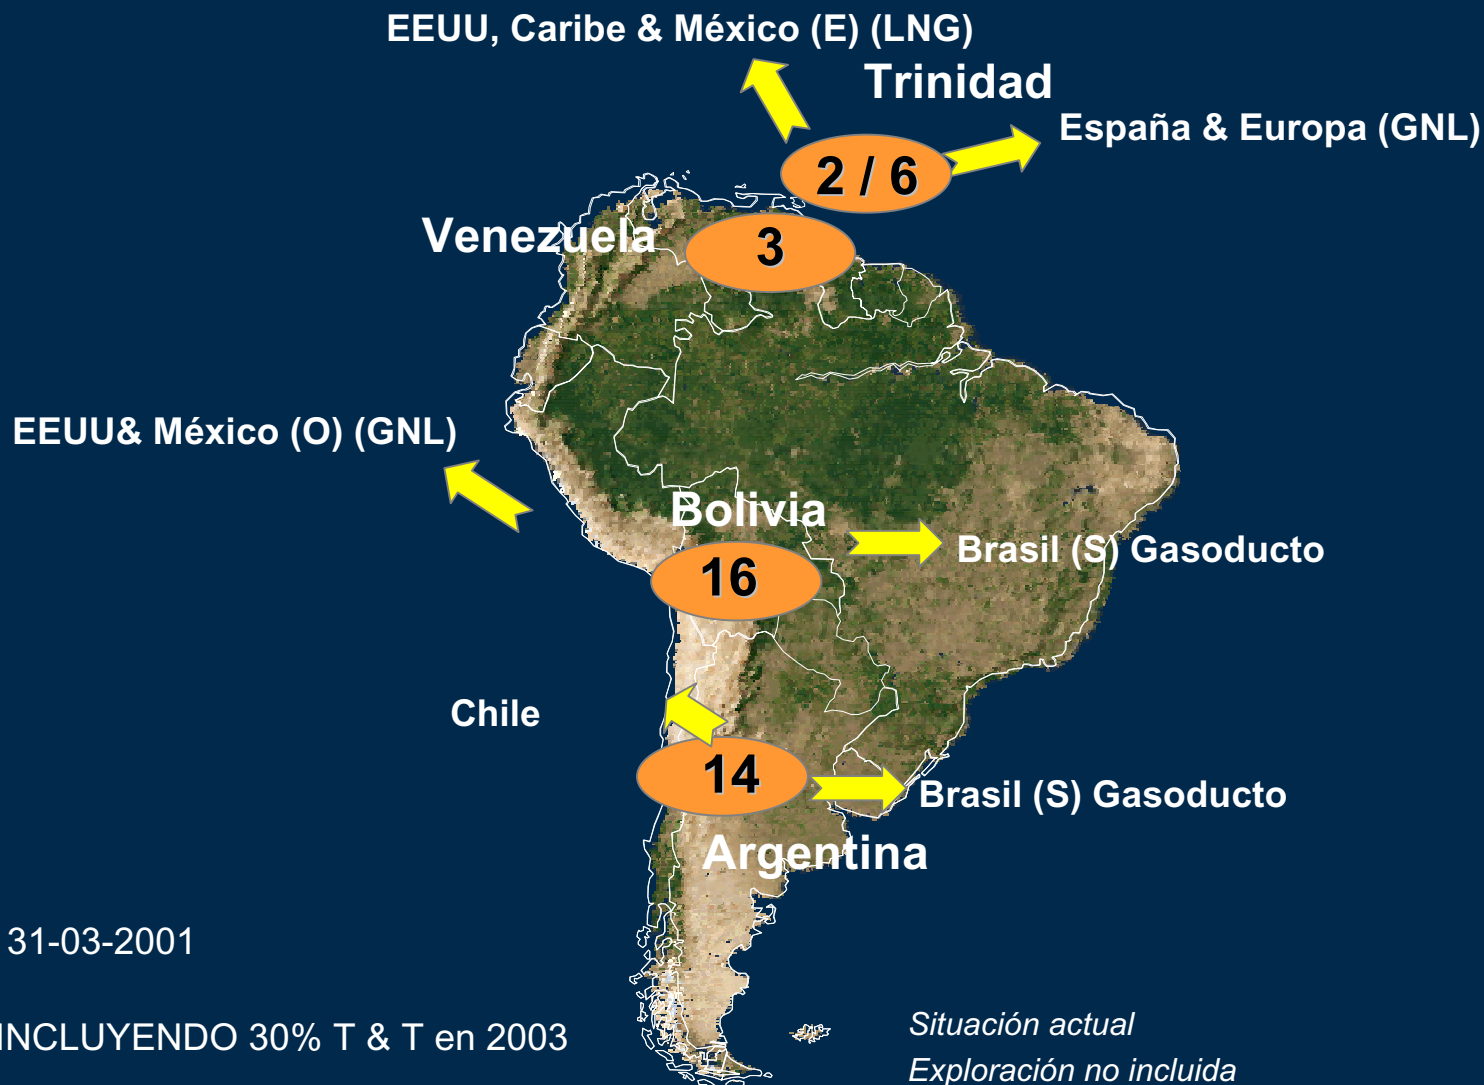 EEUU, Caribe & México (E) (LNG)
Trinidad
España & Europa (GNL)
2 / 6
Venezuela
3
EEUU& México (O) (GNL)
Bolivia
Brasil (S) Gasoducto
16
Chile
14
Brasil (S) Gasoducto
Argentina
31-03-2001
INCLUYENDO 30% T & T en 2003
Situación actual
Exploración no incluida